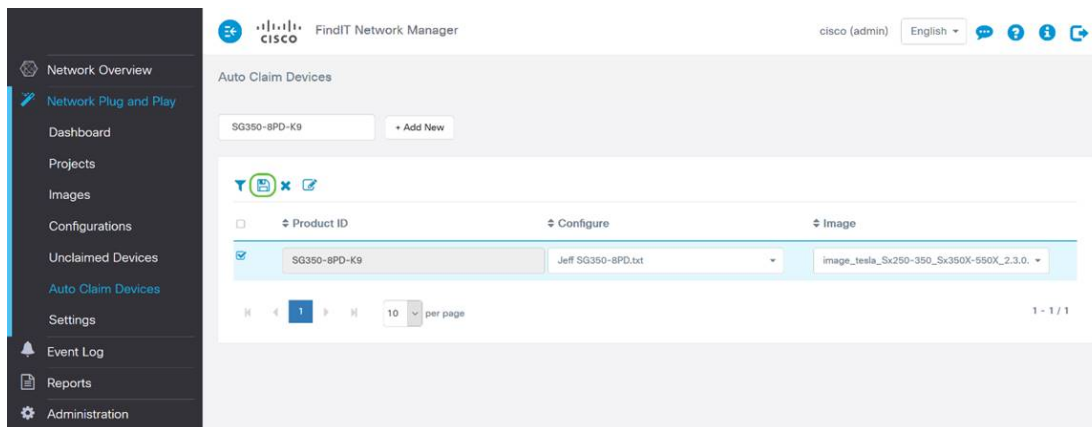 CISCO FindIT Network Manager
cisco (admin) English
Network Overview
Network Plug and Play
Dashboard
Projects
Images
Configurations
Unclaimed Devices
Auto Claim Devices
Settings
Event Log
Reports
Administration
Auto Claim Devices
SG350-8PD-K9 + Add New
Product ID Configure Image
SG350-8PD-K9 Jeff SG350-8PD.txt image_tesla_Sx250-350_Sx350X-550X_2.3.0.
1 10 per page 1 - 1 / 1